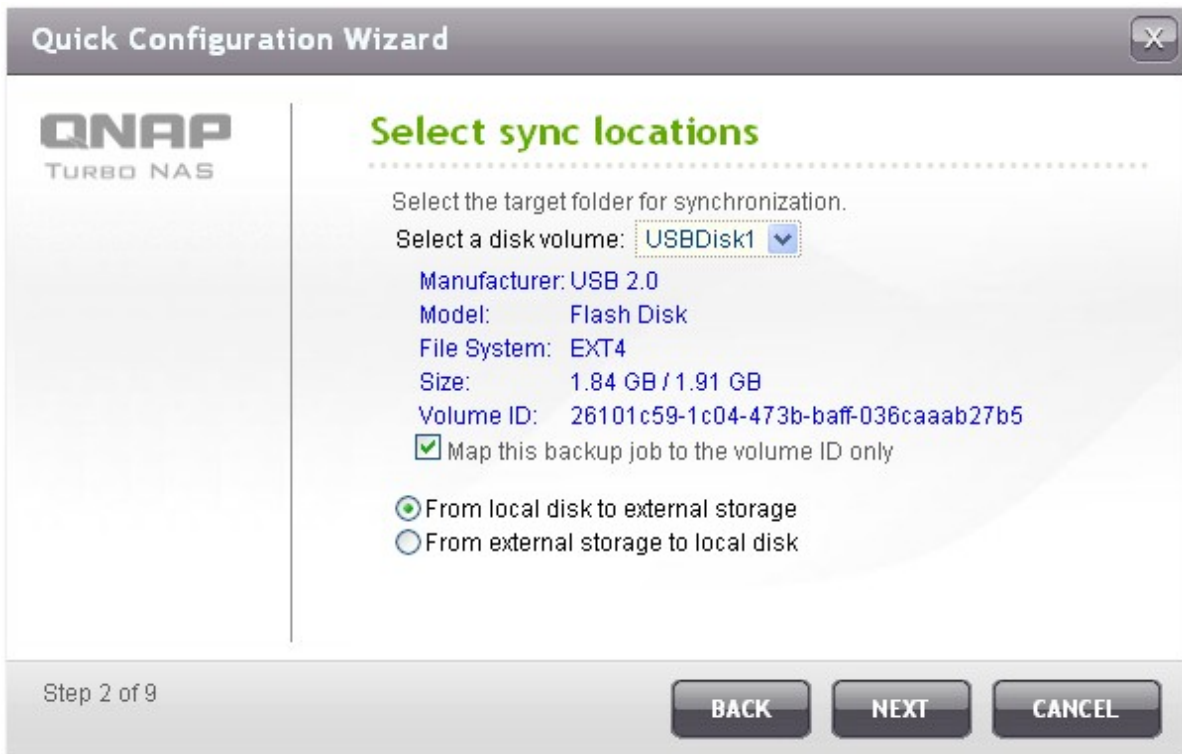 Quick Configuration Wizard
X
QNAP
TURBO NAS
Select sync locations
Select the target folder for synchronization.
Select a disk volume: USBDisk1
Manufacturer: USB 2.0
Model: Flash Disk
File System: EXT4
Size: 1.84 GB / 1.91 GB
Volume ID: 26101c59-1c04-473b-baff-036caaab27b5
Map this backup job to the volume ID only
From local disk to external storage
From external storage to local disk
Step 2 of 9
BACK NEXT CANCEL